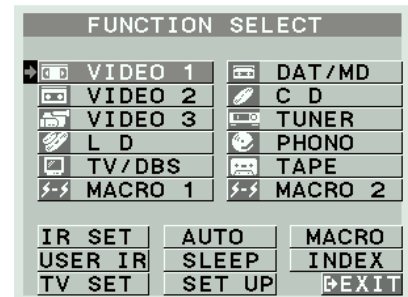 FUNCTION SELECT
VIDEO 1 DAT/MD
VIDEO 2 C D
VIDEO 3 TUNER
L D PHONO
TV/DBS TAPE
MACRO 1 MACRO 2
IR SET AUTO MACRO
USER IR SLEEP INDEX
TV SET SET UP EXIT